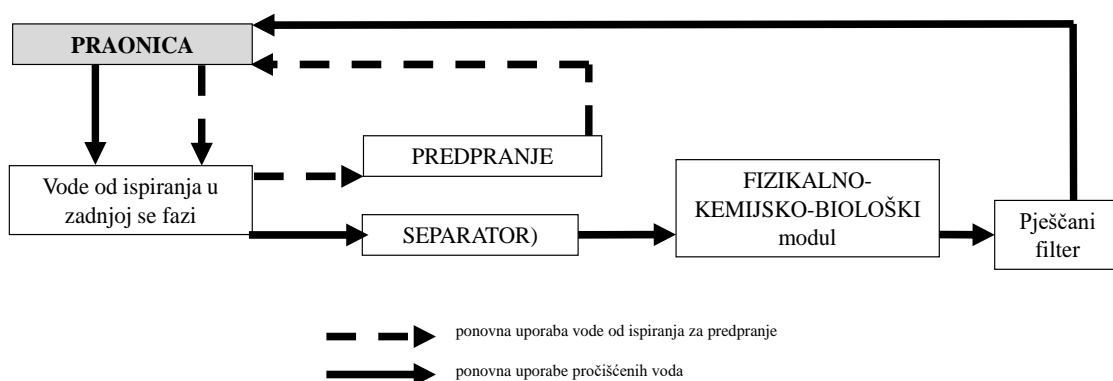 PRAONICA
PREDPRANJE
Vode od ispiranja u
zadnjoj se fazi
SEPARATOR)
FIZIKALNO-
KEMIJSKO-BIOLOŠKI
modul
Pješčani
filter
ponovna uporaba vode od ispiranja za predpranje
ponovna uporabe pročišćenih voda